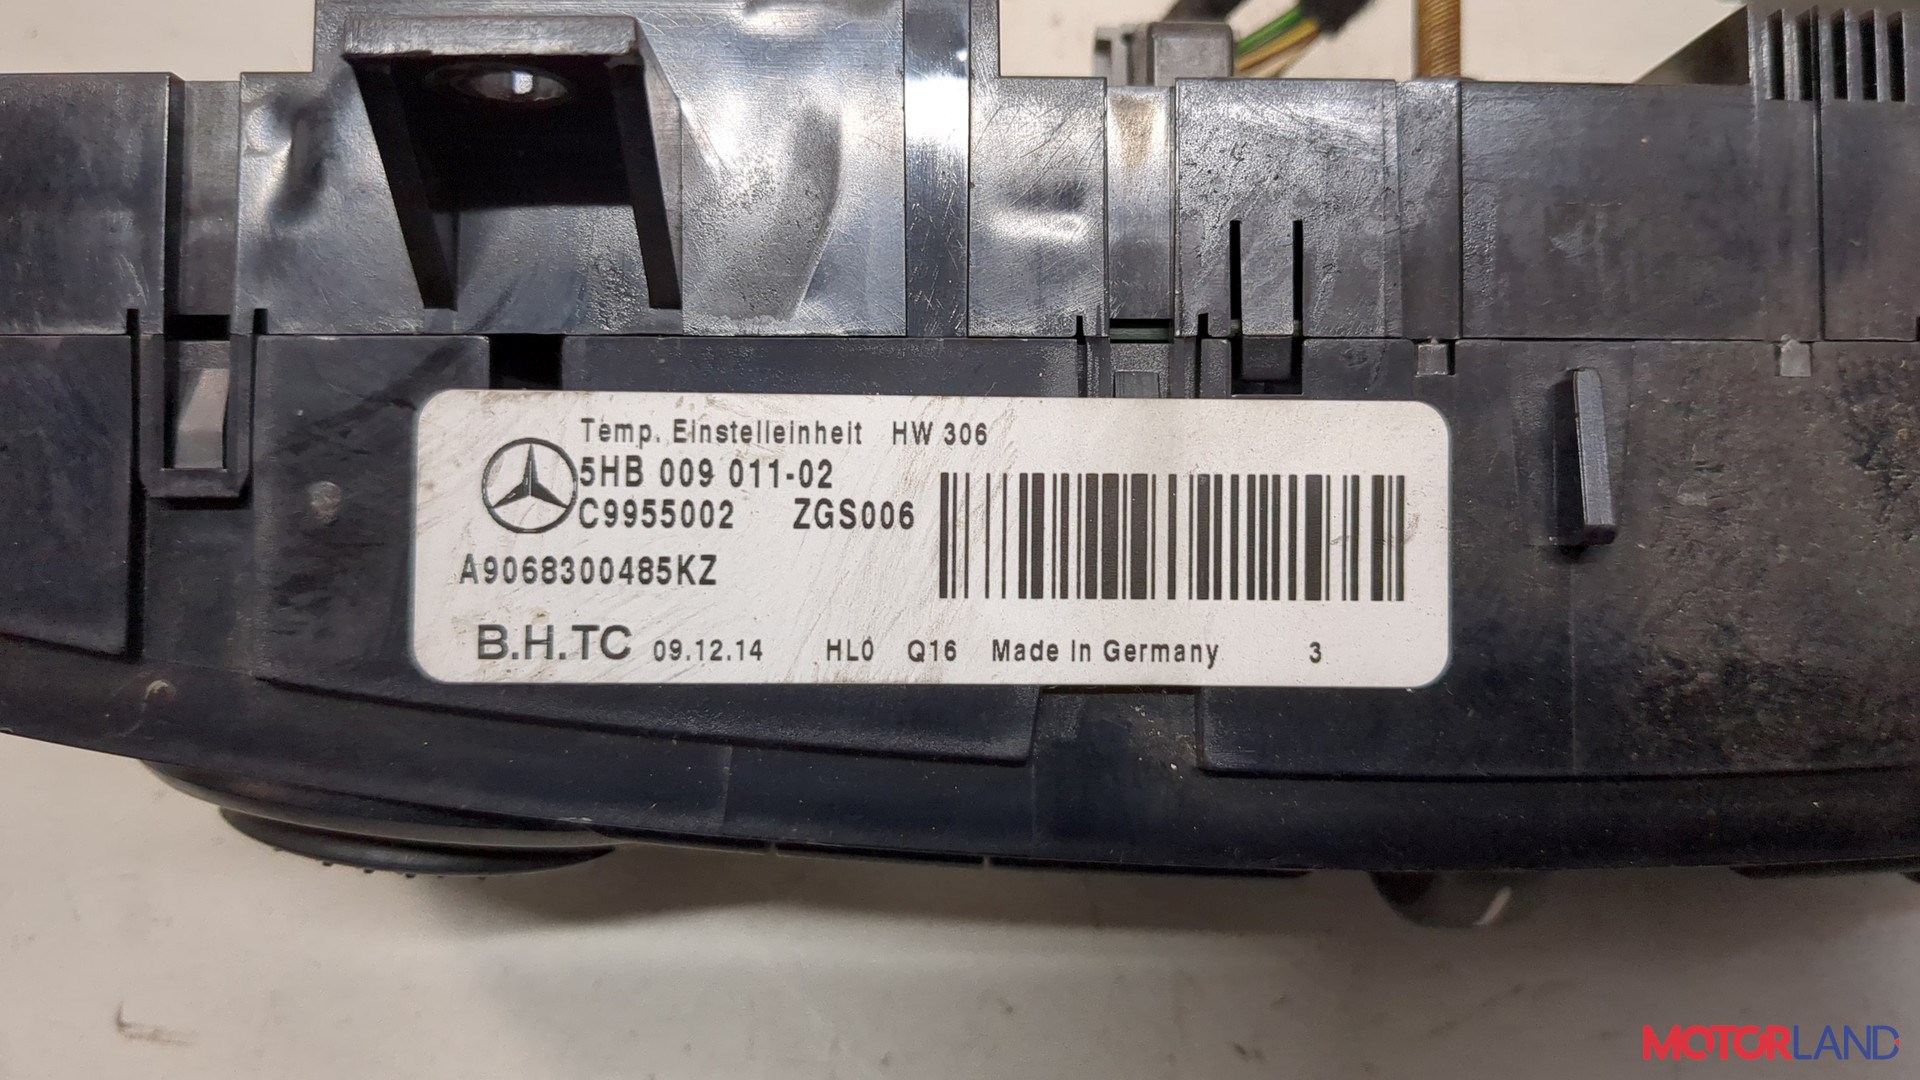 Temp. Einstelleinheit HW 306
5HB 009 011-02
C9955002 ZGS006
A9068300485KZ
B.H.TC 09.12.14 HL0 Q16 Made in Germany 3
MOTORLAND